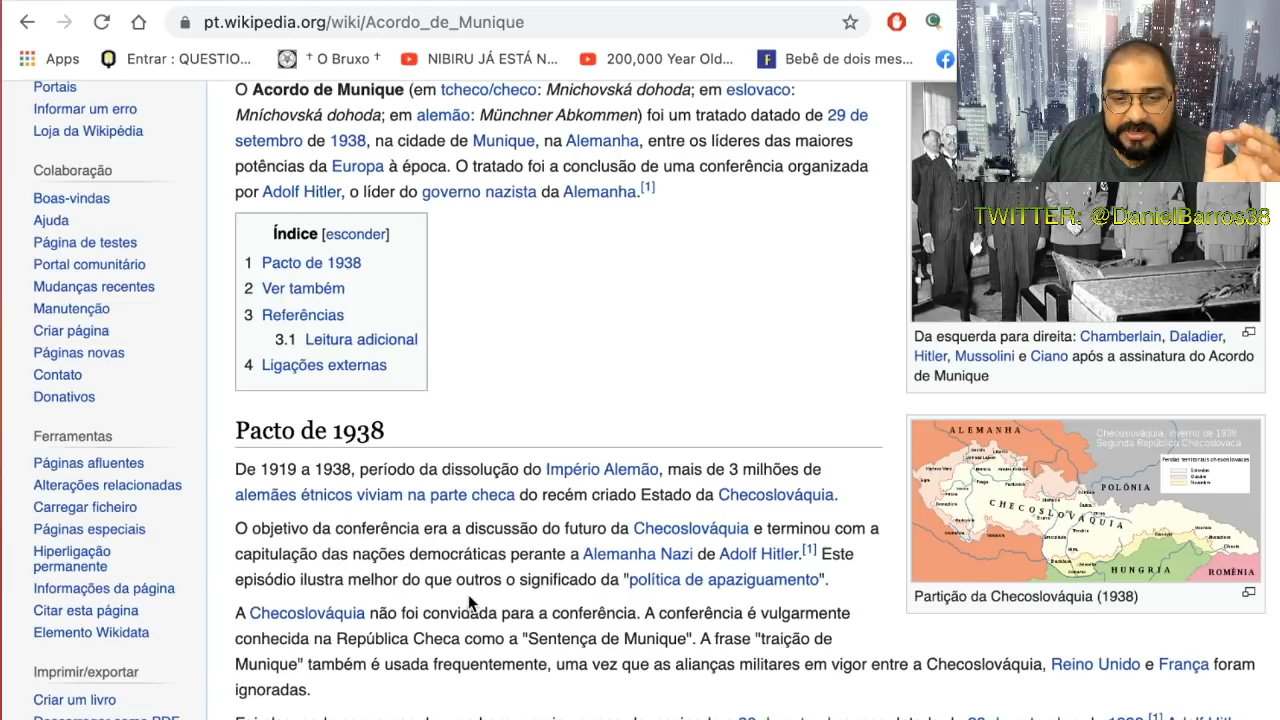 pt.wikipedia.org/wiki/Acordo_de_Munique
Apps
Entrar : QUESTIO...
† O Bruxo †
NIBIRU JÁ ESTÁ N...
200,000 Year Old...
Bebê de dois mes...
Portais
Informar um erro
Loja da Wikipédia
Colaboração
Boas-vindas
Ajuda
Página de testes
Portal comunitário
Mudanças recentes
Manutenção
Criar página
Páginas novas
Contato
Donativos
Ferramentas
Páginas afluentes
Alterações relacionadas
Carregar ficheiro
Páginas especiais
Hiperligação
permanente
Informações da página
Citar esta página
Elemento Wikidata
Imprimir/exportar
Criar um livro
Descarregar como PDF
O Acordo de Munique (em tcheco/checo: Mnichovská dohoda; em eslovaco:
Mníchovská dohoda; em alemão: Münchner Abkommen) foi um tratado datado de 29 de
setembro de 1938, na cidade de Munique, na Alemanha, entre os líderes das maiores
potências da Europa à época. O tratado foi a conclusão de uma conferência organizada
por Adolf Hitler, o líder do governo nazista da Alemanha.[1]
Índice [esconder]
1 Pacto de 1938
2 Ver também
3 Referências
3.1 Leitura adicional
4 Ligações externas
Pacto de 1938
De 1919 a 1938, período da dissolução do Império Alemão, mais de 3 milhões de
alemães étnicos viviam na parte checa do recém criado Estado da Checoslováquia.
O objetivo da conferência era a discussão do futuro da Checoslováquia e terminou com a
capitulação das nações democráticas perante a Alemanha Nazi de Adolf Hitler.[1] Este
episódio ilustra melhor do que outros o significado da "política de apaziguamento".
A Checoslováquia não foi convidada para a conferência. A conferência é vulgarmente
conhecida na República Checa como a "Sentença de Munique". A frase "traição de
Munique" também é usada frequentemente, uma vez que as alianças militares em vigor entre a Checoslováquia, Reino Unido e França foram
ignoradas.
TWITTER: @DanielBarros38
Da esquerda para direita: Chamberlain, Daladier,
Hitler, Mussolini e Ciano após a assinatura do Acordo
de Munique
Checoslováquia, inverno de 1938
Segunda República Checoslovaca
ALEMANHA
POLÓNIA
CHECOSLOVÁQUIA
HUNGRIA
ROMÉNIA
Partição da Checoslováquia (1938)